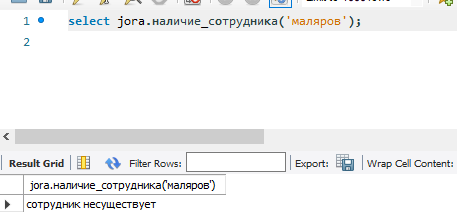 1 select jora.наличие_сотрудника('маляров');
2
Result Grid Filter Rows: Export: Wrap Cell Content:
jora.наличие_сотрудника('маляров')
сотрудник несуществует